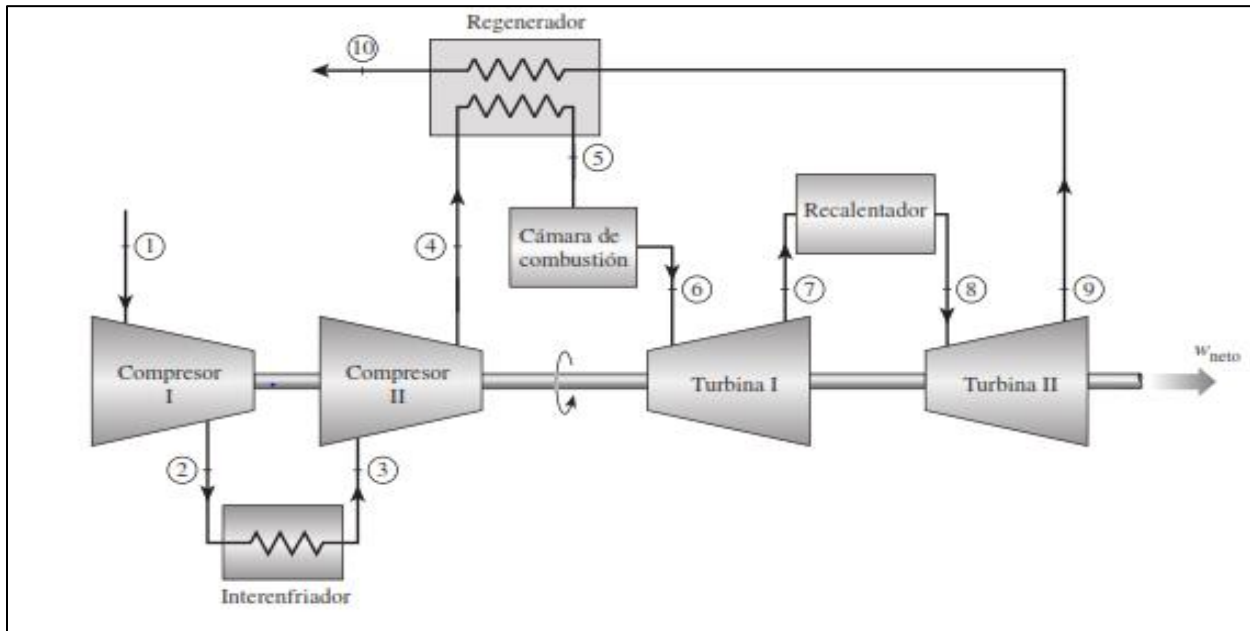 Regenerador
10
5
Recalentador
Cámara de
combustión
1
4
6
7
8
9
w neto
Compresor
I
Compresor
II
Turbina I
Turbina II
2
3
Interenfriador